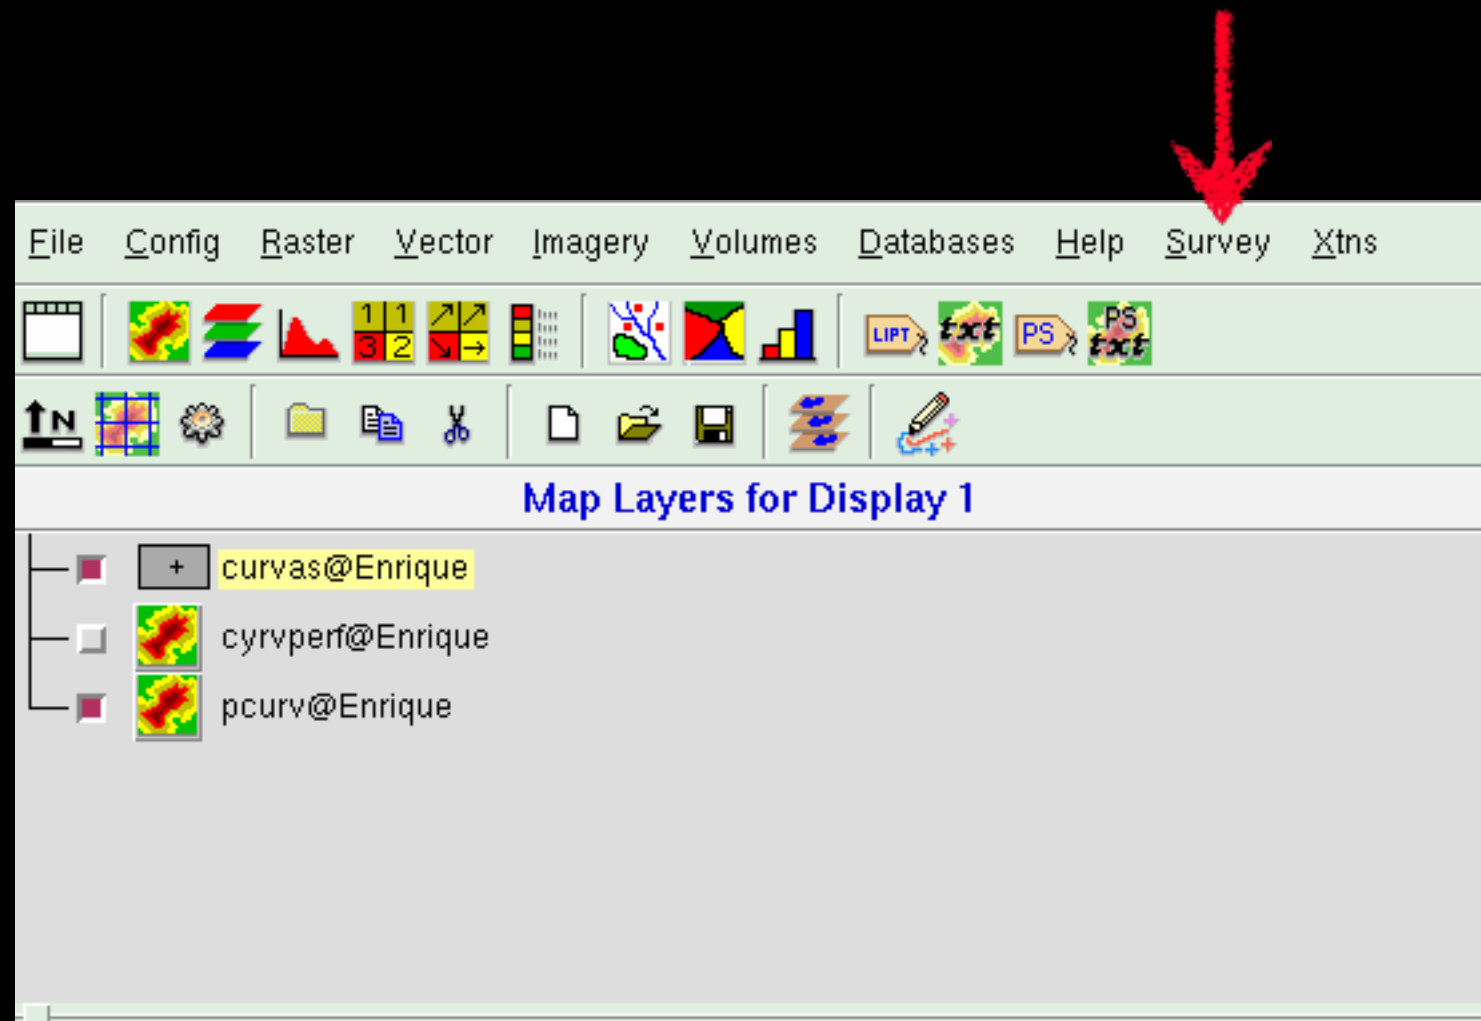 File Config Raster Vector Imagery Volumes Databases Help Survey Xtns
1 1 3 2 LIPT txt PS PS txt
N
Map Layers for Display 1
+ curvas@Enrique
cyrvperf@Enrique
pcurv@Enrique